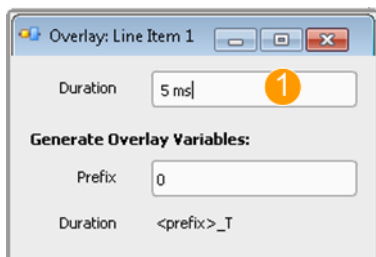 Overlay: Line Item 1
Duration 5 ms 1
Generate Overlay Variables:
Prefix 0
Duration <prefix>_T